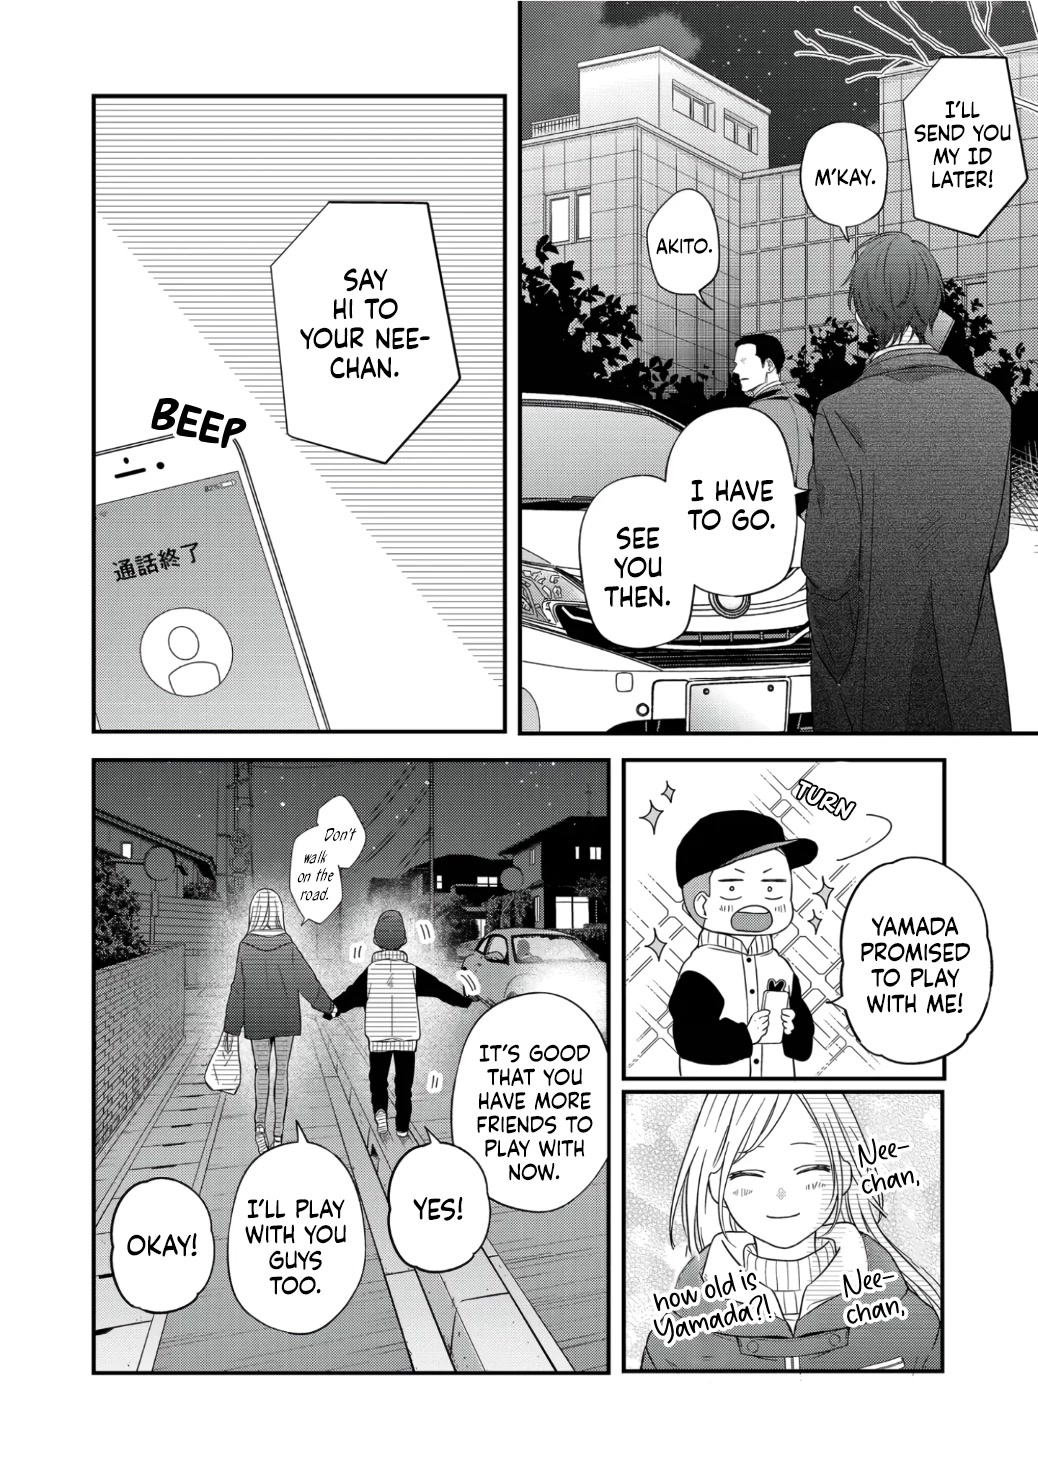 I'LL
SEND YOU
MY ID
LATER!
M'KAY.
AKITO.
I HAVE
TO GO.
SEE
YOU
THEN.
SAY
HI TO
YOUR NEE-
CHAN.
BEEP
82%
通話終了
TURN
YAMADA
PROMISED
TO PLAY
WITH ME!
Nee-
chan,
Nee-
chan,
how old is
Yamada?!
Don't
walk
on the
road.
IT'S GOOD
THAT YOU
HAVE MORE
FRIENDS TO
PLAY WITH
NOW.
YES!
I'LL PLAY
WITH YOU
GUYS
TOO.
OKAY!